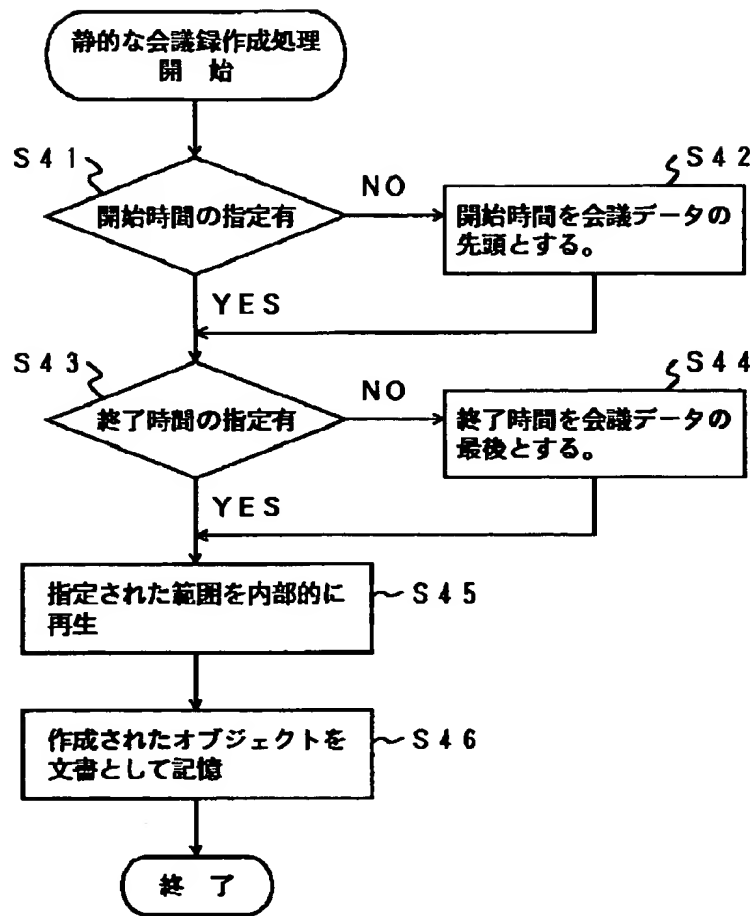 静的な会議録作成処理
開 始
S41
開始時間の指定有
NO
S42
開始時間を会議データの
先頭とする。
YES
S43
終了時間の指定有
NO
S44
終了時間を会議データの
最後とする。
YES
指定された範囲を内部的に
再生
S45
作成されたオブジェクトを
文書として記憶
S46
終 了